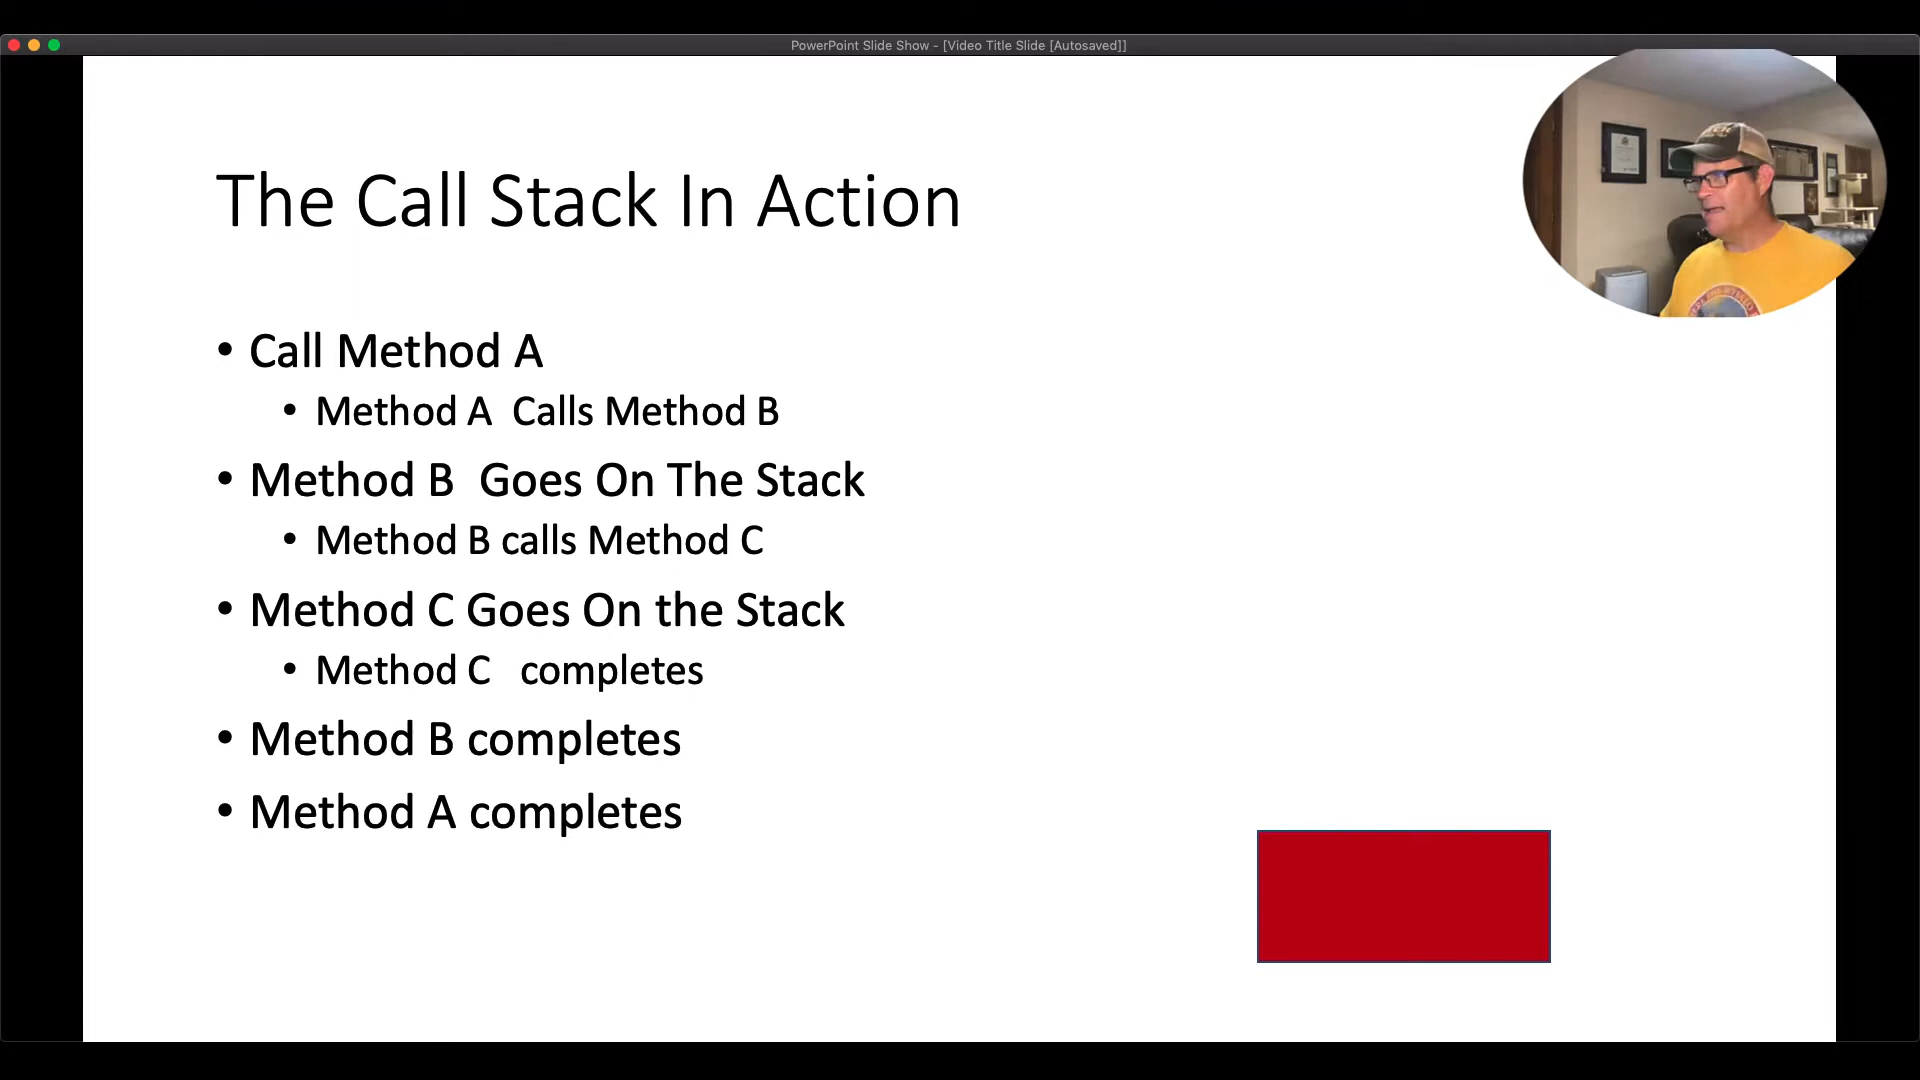 PowerPoint Slide Show - [Video Title Slide [Autosaved]]
The Call Stack In Action
• Call Method A
• Method A  Calls Method B
• Method B  Goes On The Stack
• Method B calls Method C
• Method C Goes On the Stack
• Method C   completes
• Method B completes
• Method A completes